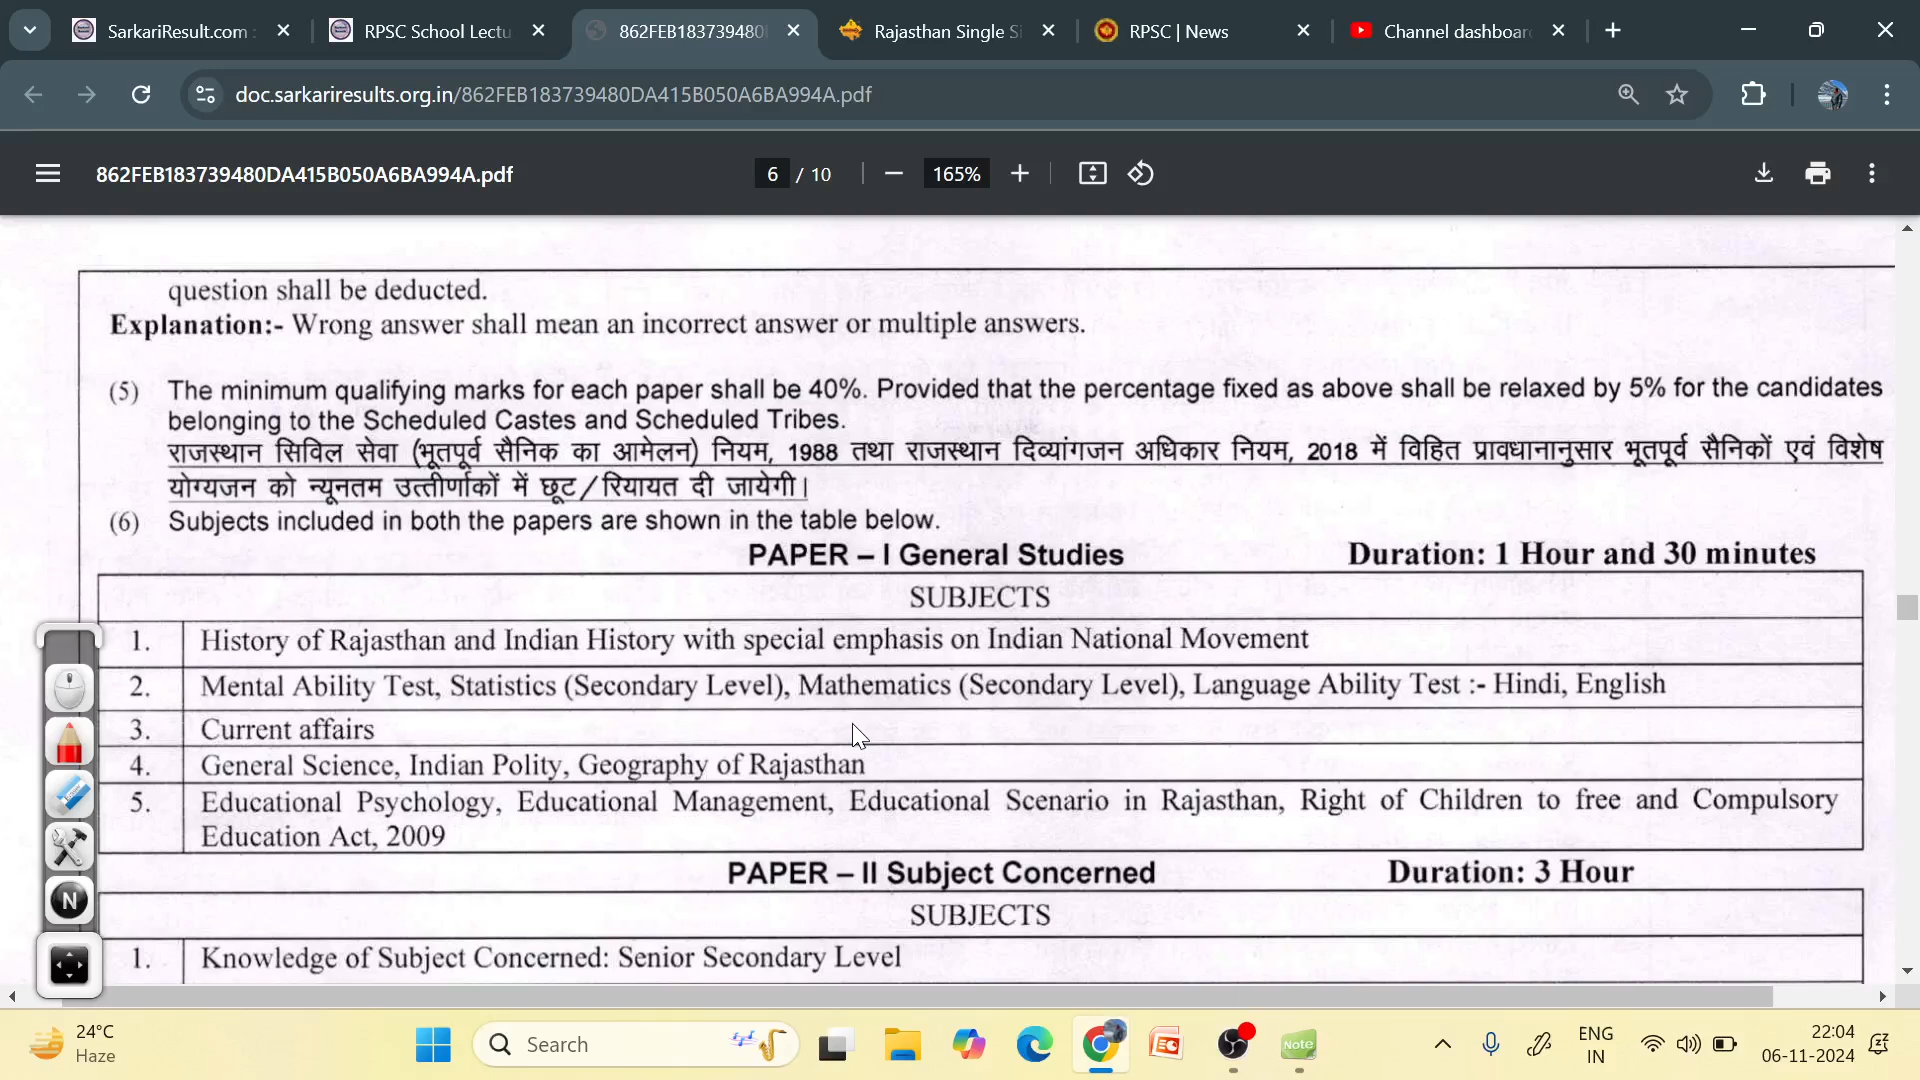 SarkariResult.com :
RPSC School Lectu
862FEB183739480
Rajasthan Single S
RPSC | News
Channel dashboar
doc.sarkariresults.org.in/862FEB183739480DA415B050A6BA994A.pdf
862FEB183739480DA415B050A6BA994A.pdf
6 / 10
165%
question shall be deducted.
Explanation:- Wrong answer shall mean an incorrect answer or multiple answers.
(5) The minimum qualifying marks for each paper shall be 40%. Provided that the percentage fixed as above shall be relaxed by 5% for the candidates
belonging to the Scheduled Castes and Scheduled Tribes.
राजस्थान सिविल सेवा (भूतपूर्व सैनिक का आमेलन) नियम, 1988 तथा राजस्थान दिव्यांगजन अधिकार नियम, 2018 में विहित प्रावधानानुसार भूतपूर्व सैनिकों एवं विशेष
योग्यजन को न्यूनतम उत्तीर्णाकों में छूट/रियायत दी जायेगी।
(6) Subjects included in both the papers are shown in the table below.
PAPER – I General Studies Duration: 1 Hour and 30 minutes
SUBJECTS
1. History of Rajasthan and Indian History with special emphasis on Indian National Movement
2. Mental Ability Test, Statistics (Secondary Level), Mathematics (Secondary Level), Language Ability Test :- Hindi, English
3. Current affairs
4. General Science, Indian Polity, Geography of Rajasthan
5. Educational Psychology, Educational Management, Educational Scenario in Rajasthan, Right of Children to free and Compulsory
Education Act, 2009
PAPER – II Subject Concerned Duration: 3 Hour
SUBJECTS
1. Knowledge of Subject Concerned: Senior Secondary Level
N
24°C
Haze
Search
Note
ENG
IN
22:04
06-11-2024